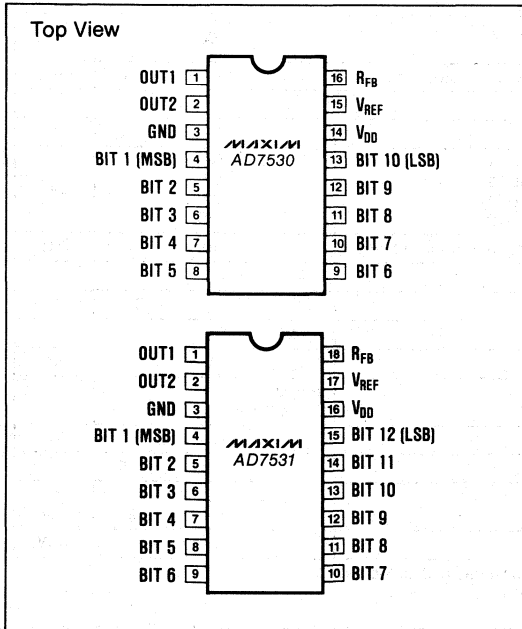 Top View
OUT1 1 16 RFB
OUT2 2 15 VREF
GND 3 14 VDD
BIT 1 (MSB) 4 13 BIT 10 (LSB)
BIT 2 5 12 BIT 9
BIT 3 6 11 BIT 8
BIT 4 7 10 BIT 7
BIT 5 8 9 BIT 6
MAXIM
AD7530
OUT1 1 18 RFB
OUT2 2 17 VREF
GND 3 16 VDD
BIT 1 (MSB) 4 15 BIT 12 (LSB)
BIT 2 5 14 BIT 11
BIT 3 6 13 BIT 10
BIT 4 7 12 BIT 9
BIT 5 8 11 BIT 8
BIT 6 9 10 BIT 7
MAXIM
AD7531